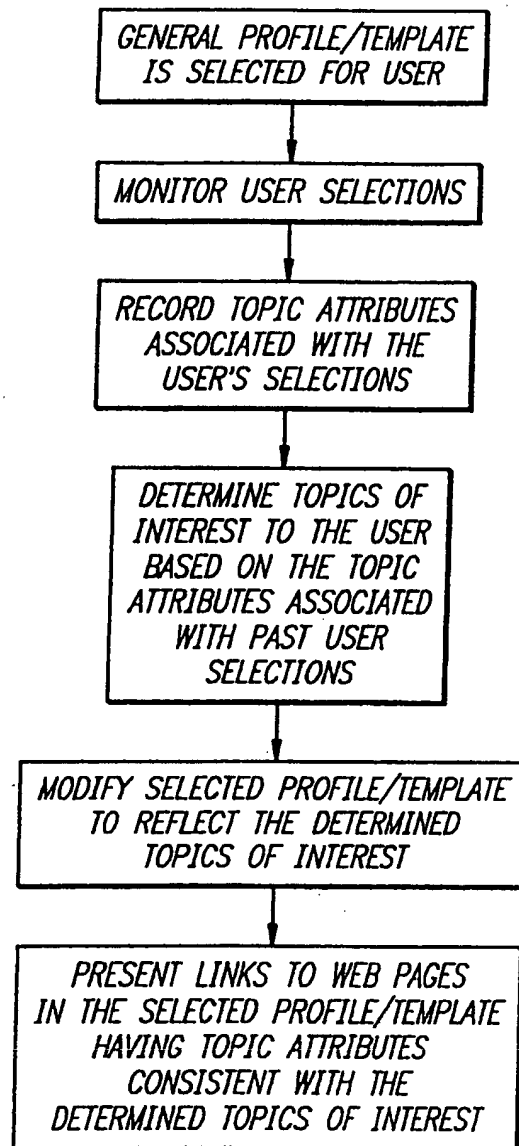 GENERAL PROFILE/TEMPLATE
IS SELECTED FOR USER
MONITOR USER SELECTIONS
RECORD TOPIC ATTRIBUTES
ASSOCIATED WITH THE
USER'S SELECTIONS
DETERMINE TOPICS OF
INTEREST TO THE USER
BASED ON THE TOPIC
ATTRIBUTES ASSOCIATED
WITH PAST USER
SELECTIONS
MODIFY SELECTED PROFILE/TEMPLATE
TO REFLECT THE DETERMINED
TOPICS OF INTEREST
PRESENT LINKS TO WEB PAGES
IN THE SELECTED PROFILE/TEMPLATE
HAVING TOPIC ATTRIBUTES
CONSISTENT WITH THE
DETERMINED TOPICS OF INTEREST